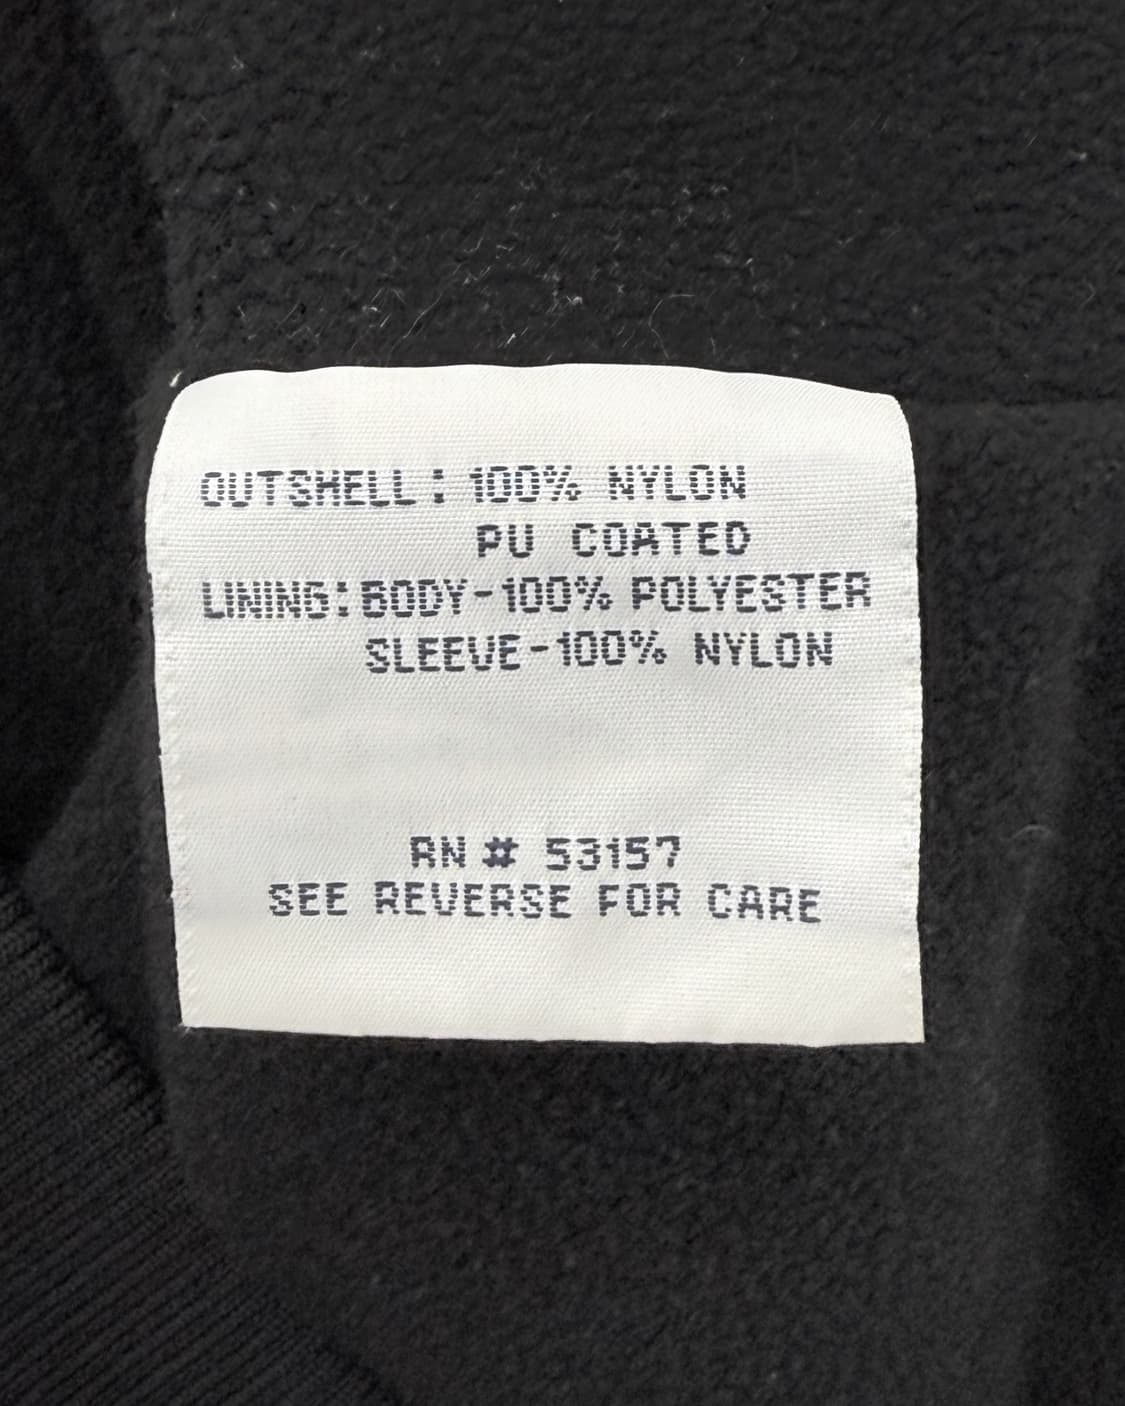 OUTSHELL: 100% NYLON
PU COATED
LINING: BODY-100% POLYESTER
SLEEVE-100% NYLON
RN # 53157
SEE REVERSE FOR CARE